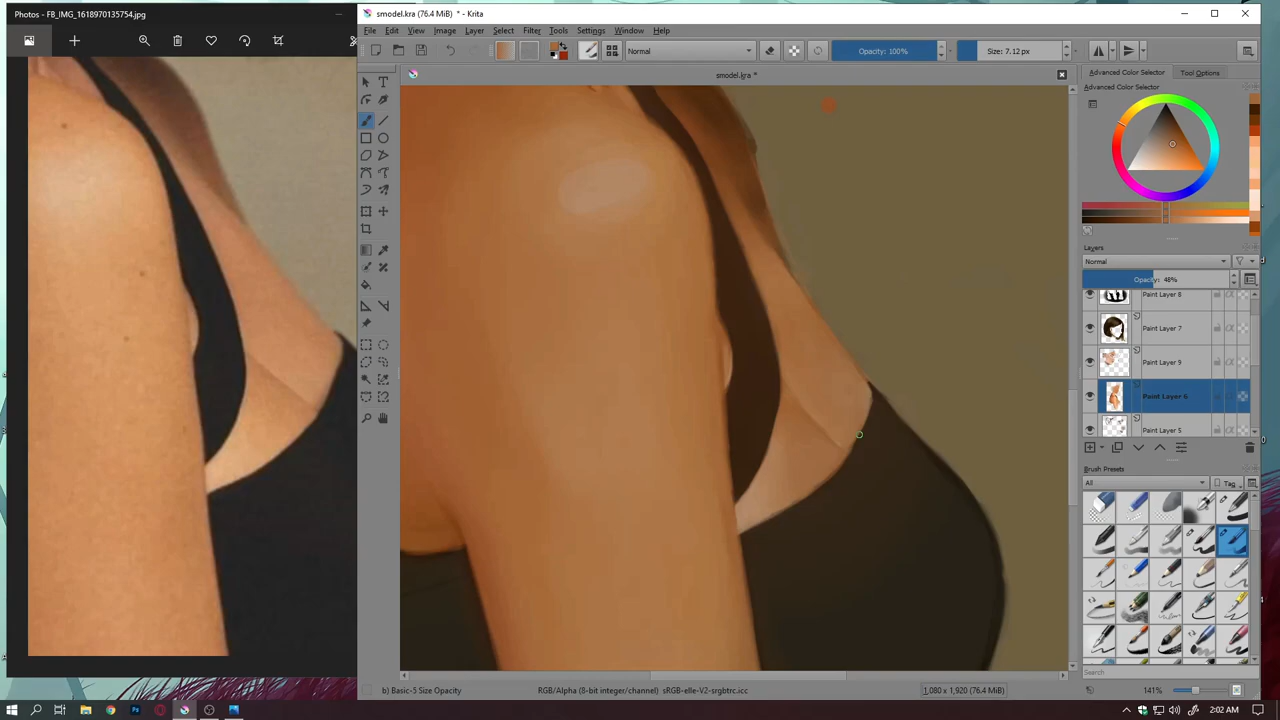 Photos - FB_IMG_1618970135754.jpg
smodel.kra (76.4 MiB) * - Krita
File Edit View Image Layer Select Filter Tools Settings Window Help
Normal
Opacity: 100%
Size: 7.12 px
smodel.kra *
Advanced Color Selector
Tool Options
Advanced Color Selector
Layers
Normal
Opacity: 48%
Paint Layer 8
Paint Layer 7
Paint Layer 9
Paint Layer 6
Paint Layer 5
Brush Presets
All
Tag
Search
b) Basic-5 Size Opacity
RGB/Alpha (8-bit integer/channel) sRGB-elle-V2-srgbtrc.icc
1,080 x 1,920 (76.4 MiB)
141%
2:02 AM